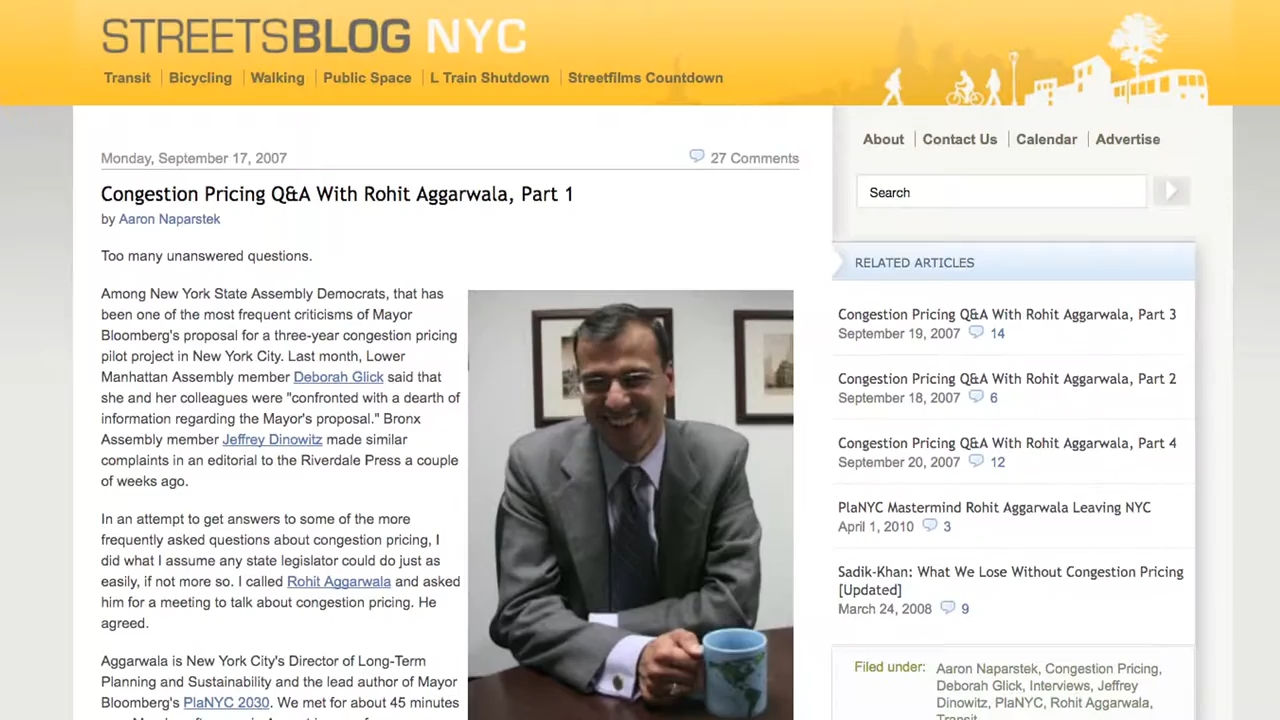 STREETSBLOG NYC
Transit
Bicycling
Walking
Public Space
L Train Shutdown
Streetfilms Countdown
Monday, September 17, 2007
27 Comments
Congestion Pricing Q&A With Rohit Aggarwala, Part 1
by Aaron Naparstek
Too many unanswered questions.
Among New York State Assembly Democrats, that has
been one of the most frequent criticisms of Mayor
Bloomberg's proposal for a three-year congestion pricing
pilot project in New York City. Last month, Lower
Manhattan Assembly member Deborah Glick said that
she and her colleagues were "confronted with a dearth of
information regarding the Mayor's proposal." Bronx
Assembly member Jeffrey Dinowitz made similar
complaints in an editorial to the Riverdale Press a couple
of weeks ago.
In an attempt to get answers to some of the more
frequently asked questions about congestion pricing, I
did what I assume any state legislator could do just as
easily, if not more so. I called Rohit Aggarwala and asked
him for a meeting to talk about congestion pricing. He
agreed.
Aggarwala is New York City's Director of Long-Term
Planning and Sustainability and the lead author of Mayor
Bloomberg's PlaNYC 2030. We met for about 45 minutes
About
Contact Us
Calendar
Advertise
Search
RELATED ARTICLES
Congestion Pricing Q&A With Rohit Aggarwala, Part 3
September 19, 2007 14
Congestion Pricing Q&A With Rohit Aggarwala, Part 2
September 18, 2007 6
Congestion Pricing Q&A With Rohit Aggarwala, Part 4
September 20, 2007 12
PlaNYC Mastermind Rohit Aggarwala Leaving NYC
April 1, 2010 3
Sadik-Khan: What We Lose Without Congestion Pricing
[Updated]
March 24, 2008 9
Filed under: Aaron Naparstek, Congestion Pricing,
Deborah Glick, Interviews, Jeffrey
Dinowitz, PlaNYC, Rohit Aggarwala,
Transit